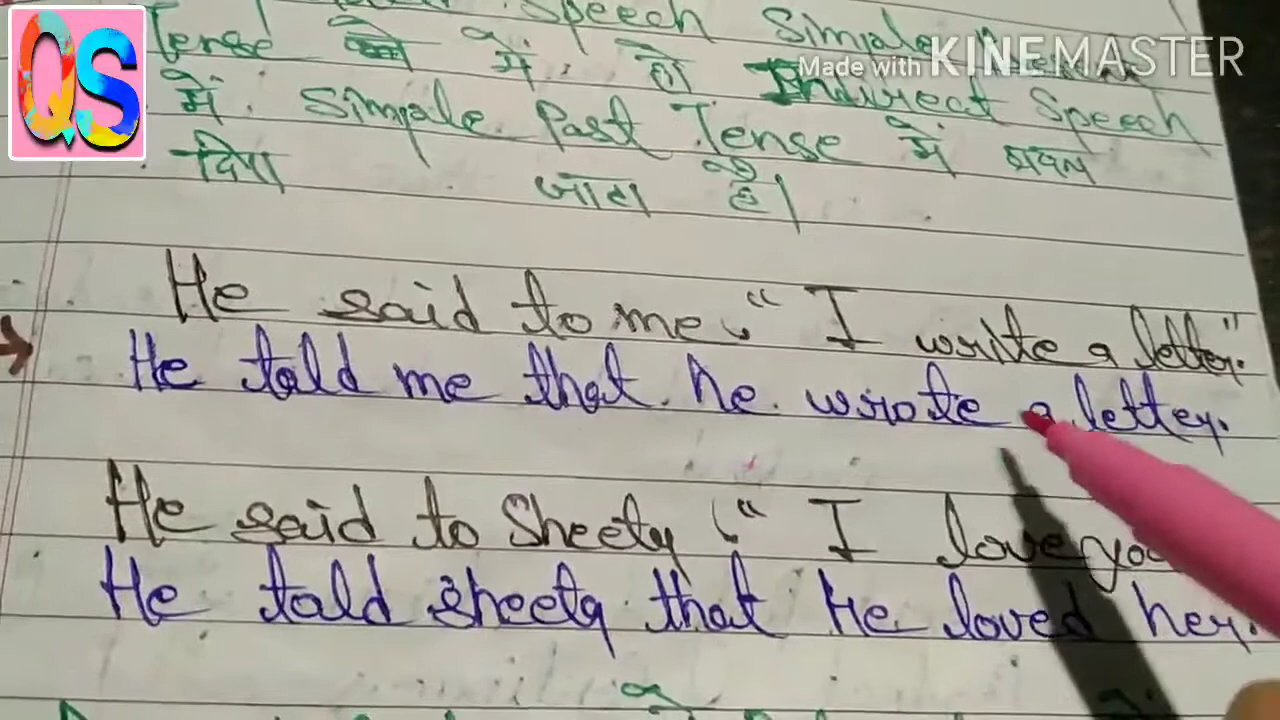 QS
Speech Simple
Made with KINEMASTER
Tense में हो Indirect Speech
में Simple Past Tense में बदल
दिया जाता है।
He said to me, "I write a letter".
He told me that he wrote a letter.
He said to Sheety, "I love you
He told sheety that He loved her.